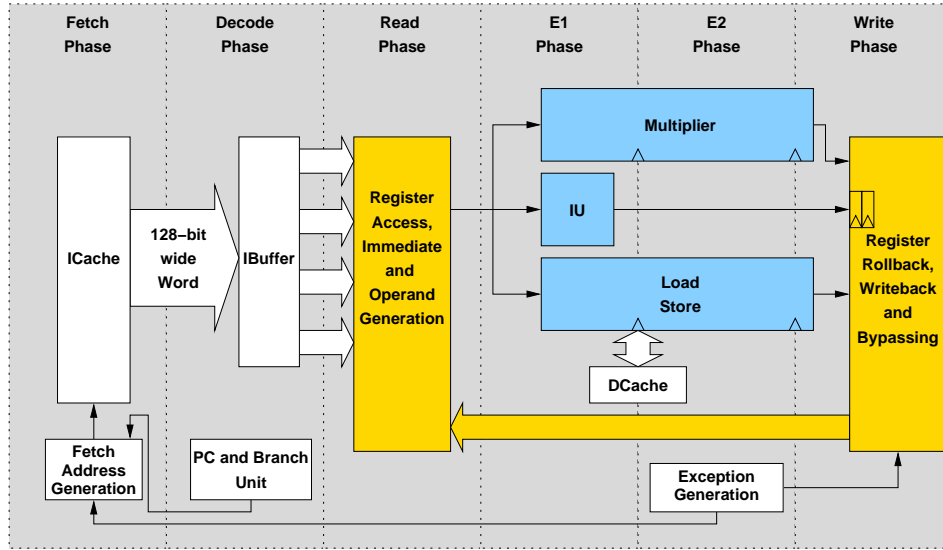 Fetch
Phase
Decode
Phase
Read
Phase
E1
Phase
E2
Phase
Write
Phase
ICache
128–bit
wide
Word
IBuffer
Register
Access,
Immediate
and
Operand
Generation
Multiplier
IU
Load
Store
DCache
Register
Rollback,
Writeback
and
Bypassing
Fetch
Address
Generation
PC and Branch
Unit
Exception
Generation